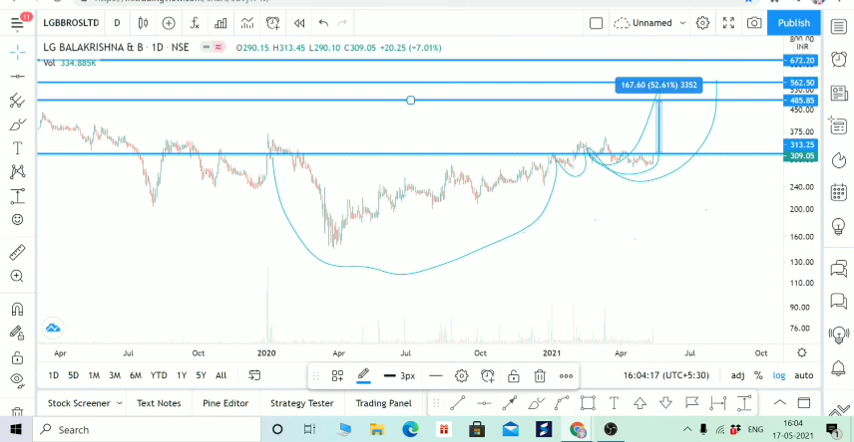 11
LGBBROSLTD D fx Unnamed Publish
LG BALAKRISHNA & B · 1D · NSE O290.15 H313.45 L290.10 C309.05 +20.25 (+7.01%)
Vol 334.885K
800.00
INR
672.20
562.50
485.85
450.00
375.00
313.25
309.05
240.00
200.00
160.00
130.00
110.00
90.00
76.00
167.60 (52.61%) 3352
Apr Jul Oct 2020 Apr Jul Oct 2021 Apr Jul Oct
1D 5D 1M 3M 6M YTD 1Y 5Y All 3px 16:04:17 (UTC+5:30) adj % log auto
Stock Screener Text Notes Pine Editor Strategy Tester Trading Panel
Search ENG 16:04
17-05-2021